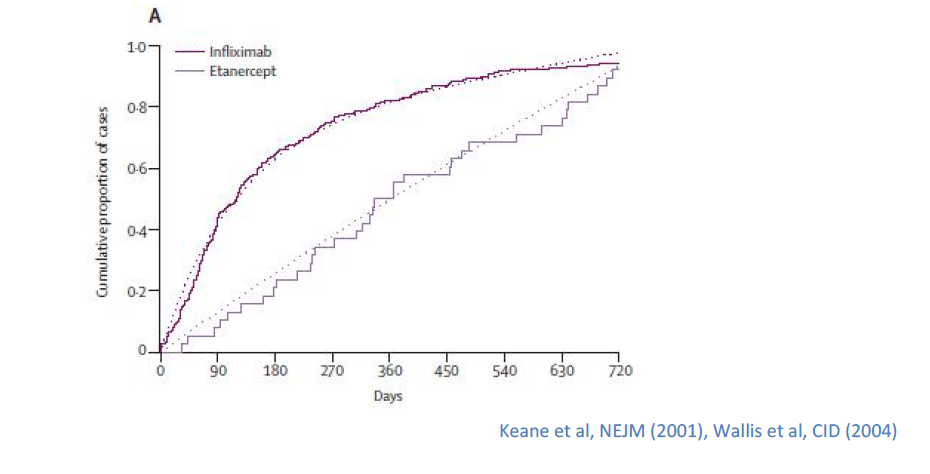 A
1·0
Infliximab
Etanercept
0·8
0·6
0·4
0·2
0
Cumulative proportion of cases
0 90 180 270 360 450 540 630 720
Days
Keane et al, NEJM (2001), Wallis et al, CID (2004)